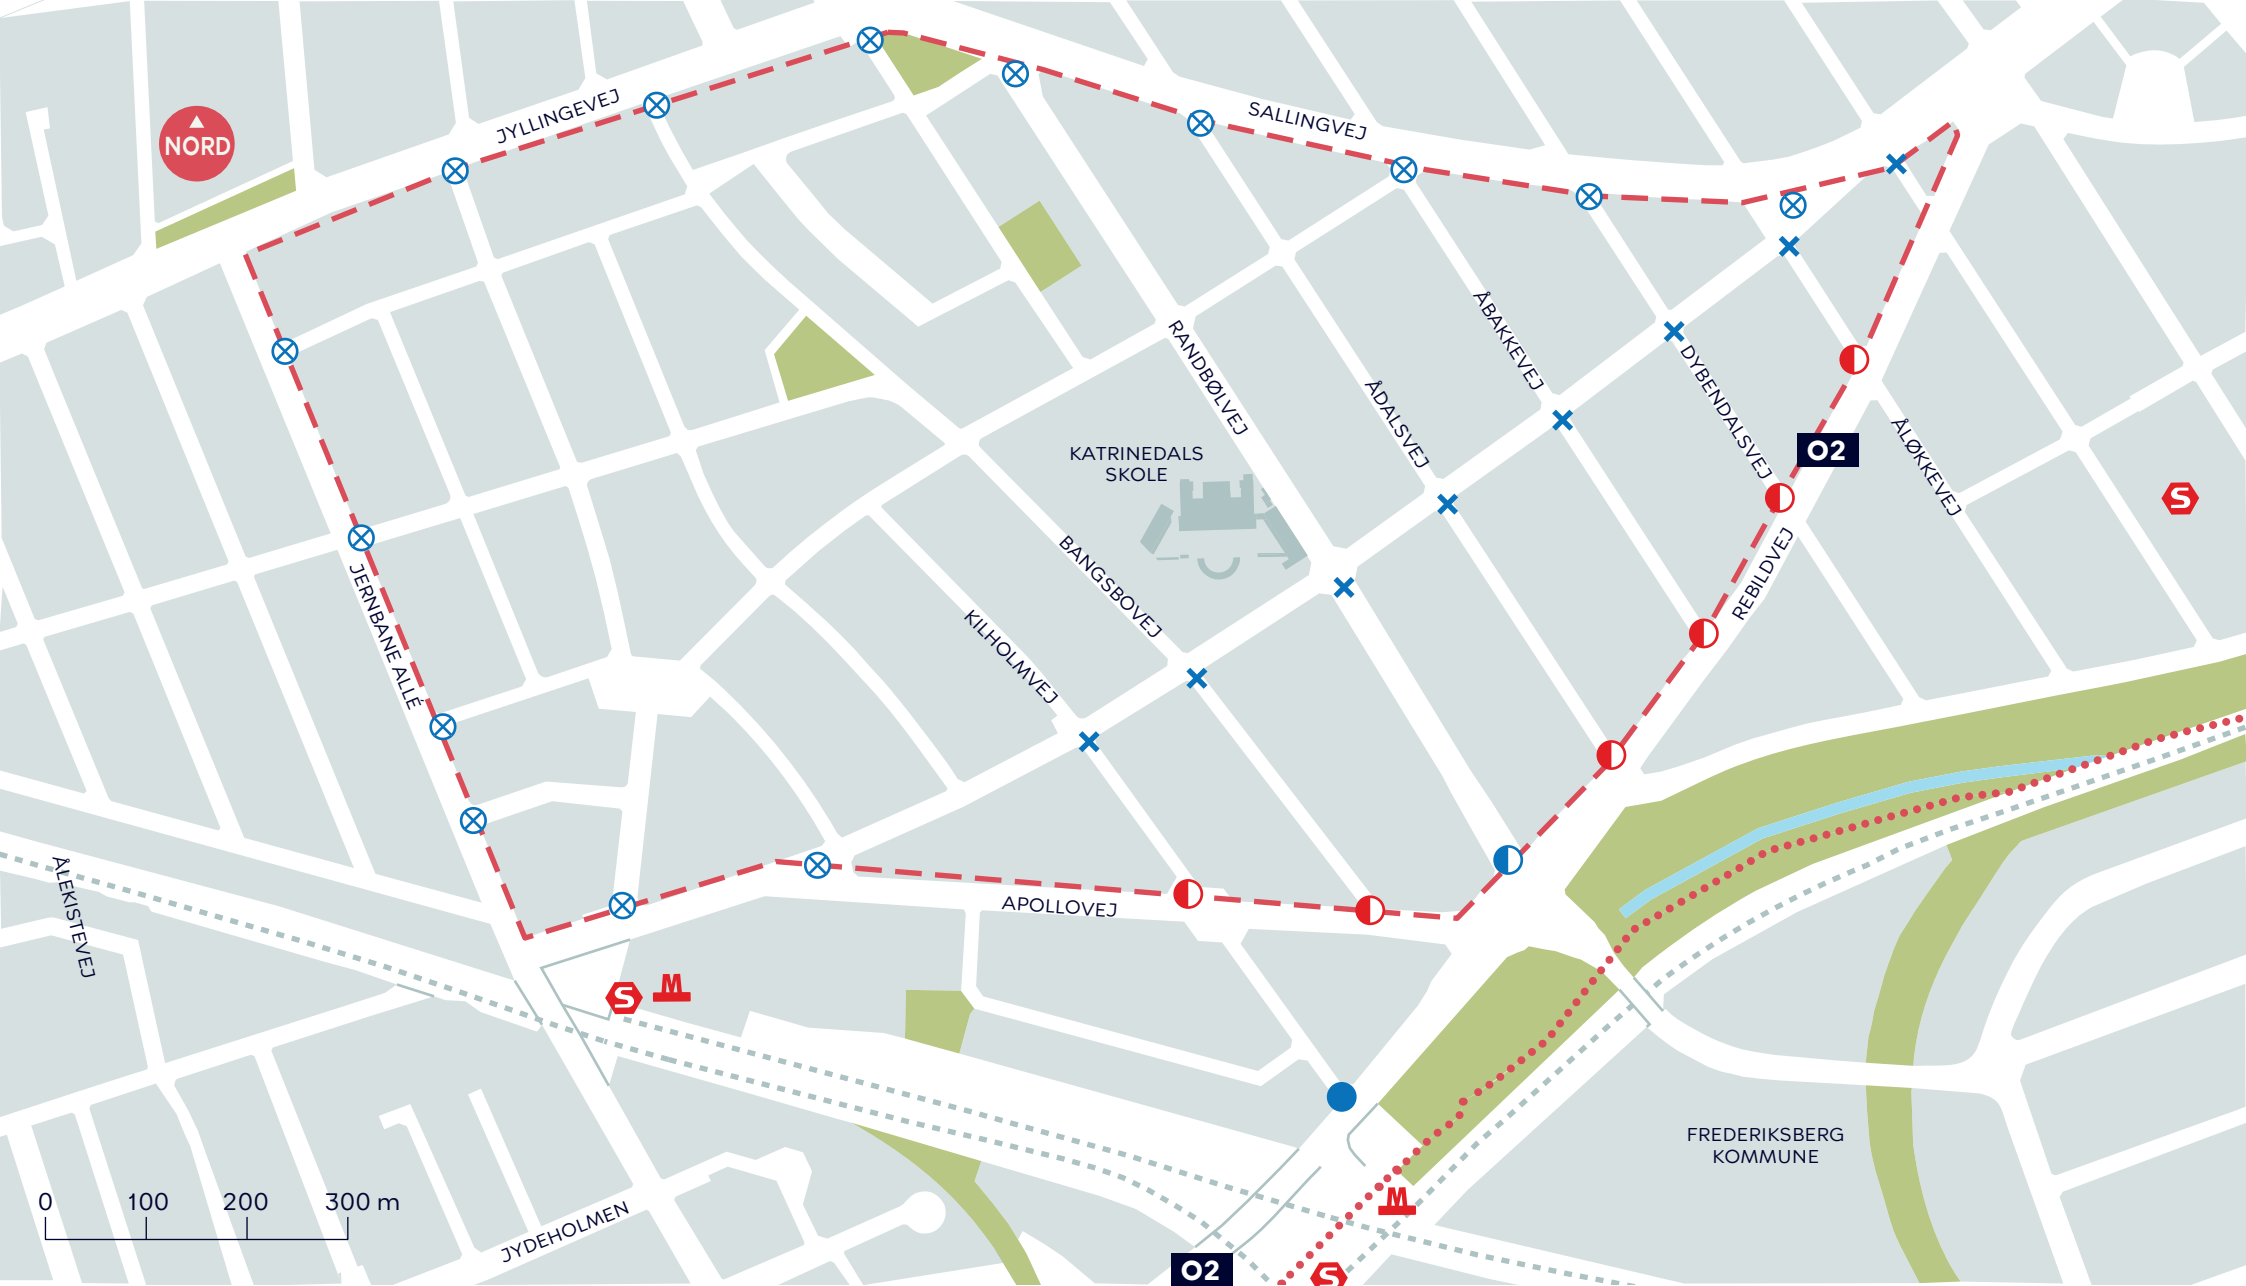 JYLLINGEVEJ
SALLINGVEJ
NORD
RANDBØLVEJ
ÅBAKKEVEJ
ÅDALSVEJ
DYBENDALSVEJ
ÅLØKKEVEJ
O2
KATRINEDALS
SKOLE
S
BANGSBOVEJ
REBILDVEJ
JERNBANE ALLÉ
KILHOLMVEJ
ÅLEKISTEVEJ
APOLLOVEJ
S
M
FREDERIKSBERG
KOMMUNE
0 100 200 300 m
JYDEHOLMEN
M
O2
S